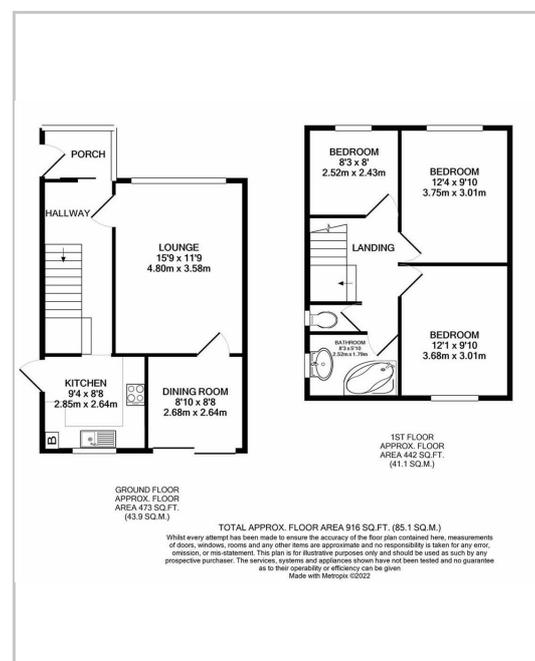 PORCH
HALLWAY
LOUNGE
15'9 x 11'9
4.80m x 3.58m
KITCHEN
9'4 x 8'8
2.85m x 2.64m
DINING ROOM
8'10 x 8'8
2.68m x 2.64m
B
GROUND FLOOR
APPROX. FLOOR
AREA 473 SQ.FT.
(43.9 SQ.M.)
BEDROOM
8'3 x 8'
2.52m x 2.43m
BEDROOM
12'4 x 9'10
3.75m x 3.01m
LANDING
BATHROOM
8'3 x 5'10
2.52m x 1.79m
BEDROOM
12'1 x 9'10
3.68m x 3.01m
1ST FLOOR
APPROX. FLOOR
AREA 442 SQ.FT.
(41.1 SQ.M.)
TOTAL APPROX. FLOOR AREA 916 SQ.FT. (85.1 SQ.M.)
Whilst every attempt has been made to ensure the accuracy of the floor plan contained here, measurements
of doors, windows, rooms and any other items are approximate and no responsibility is taken for any error,
omission, or mis-statement. This plan is for illustrative purposes only and should be used as such by any
prospective purchaser. The services, systems and appliances shown have not been tested and no guarantee
as to their operability or efficiency can be given
Made with Metropix ©2022